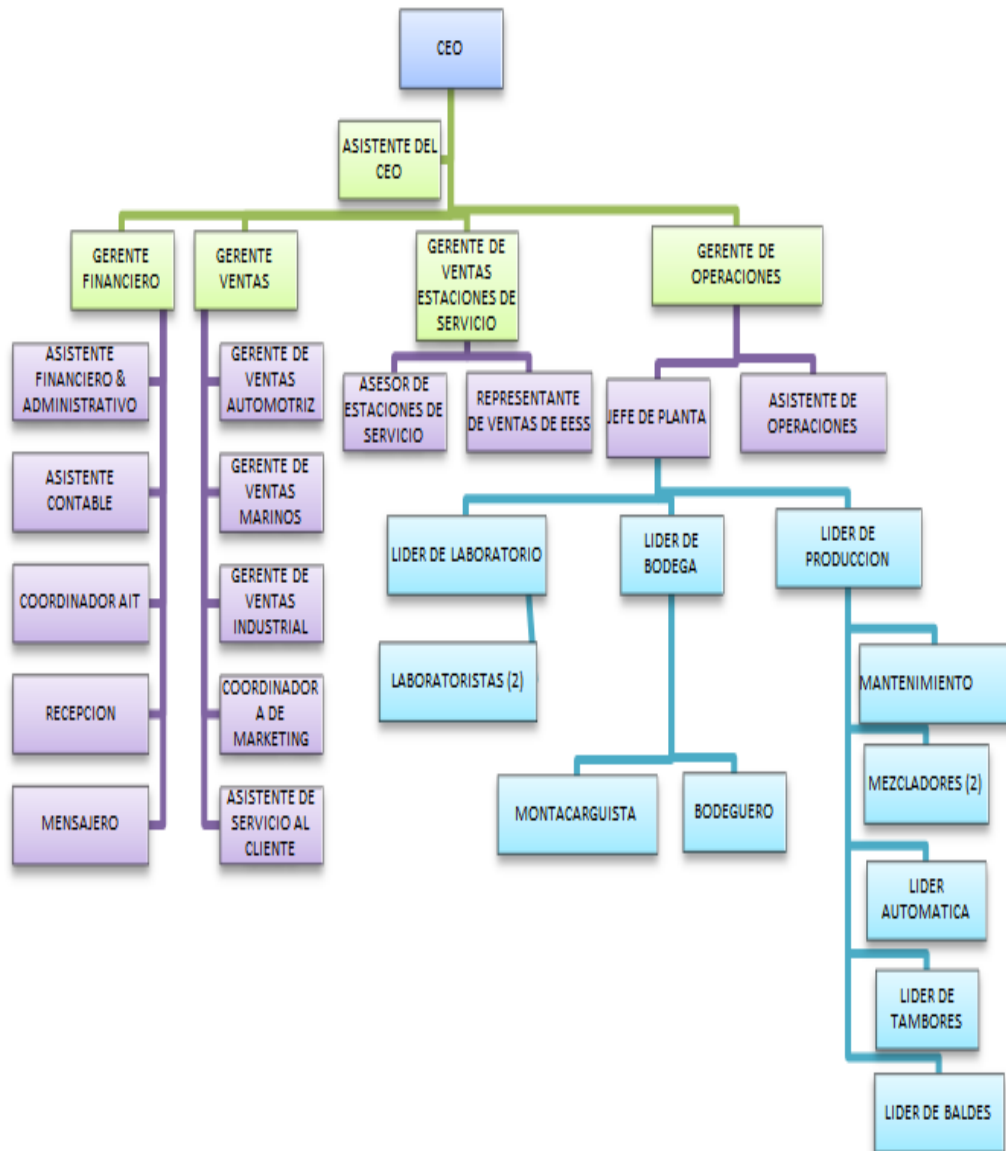 CEO
ASISTENTE DEL
CEO
GERENTE
FINANCIERO
GERENTE
VENTAS
GERENTE DE
VENTAS
ESTACIONES DE
SERVICIO
GERENTE DE
OPERACIONES
ASISTENTE
FINANCIERO &
ADMINISTRATIVO
ASISTENTE
CONTABLE
COORDINADOR AIT
RECEPCION
MENSAJERO
GERENTE DE
VENTAS
AUTOMOTRIZ
GERENTE DE
VENTAS
MARINOS
GERENTE DE
VENTAS
INDUSTRIAL
COORDINADOR
A DE
MARKETING
ASISTENTE DE
SERVICIO AL
CLIENTE
ASESOR DE
ESTACIONES DE
SERVICIO
REPRESENTANTE
DE VENTAS DE EESS
JEFE DE PLANTA
ASISTENTE DE
OPERACIONES
LIDER DE LABORATORIO
LABORATORISTAS (2)
LIDER DE
BODEGA
MONTACARGUISTA
BODEGUERO
LIDER DE
PRODUCCION
MANTENIMIENTO
MEZCLADORES (2)
LIDER
AUTOMATICA
LIDER DE
TAMBORES
LIDER DE BALDES